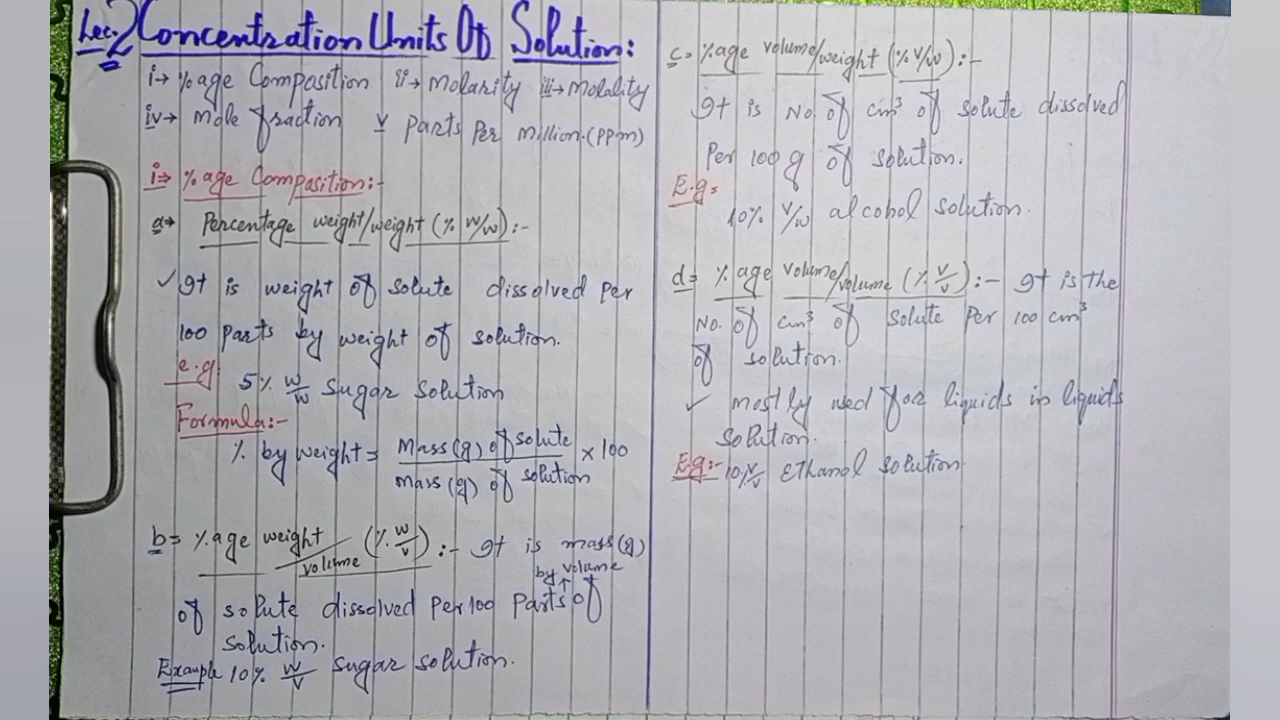 Lec.2 Concentration Units Of Solution:
i→ %age Composition ii→ Molarity iii→ Molality
iv→ Mole fraction v Parts Per Million.(PPm)
i⇒ %age Composition:-
a→ Percentage weight/weight (% W/W):-
✓ It is weight of solute dissolved Per
100 Parts by weight of solution.
e.g.
5% W/W Sugar Solution
Formula:-
% by weight = Mass(g) of solute / mass(g) of solution × 100
b= %age weight/volume (% W/V):- It is mass(g)
by volume
of solute dissolved Per 100 Parts↑ of
solution.
Example 10% W/V sugar solution.
c= %age volume/weight (% V/W):-
It is No. of cm³ of solute dissolved
Per 100 g of solution.
E.g=
10% V/W alcohol solution.
d= %age volume/volume (% V/V):- It is the
No. of cm³ of solute Per 100 cm³
of solution.
✓ mostly used for liquids in liquids
solution.
E.g:- 10% V/V Ethanol solution